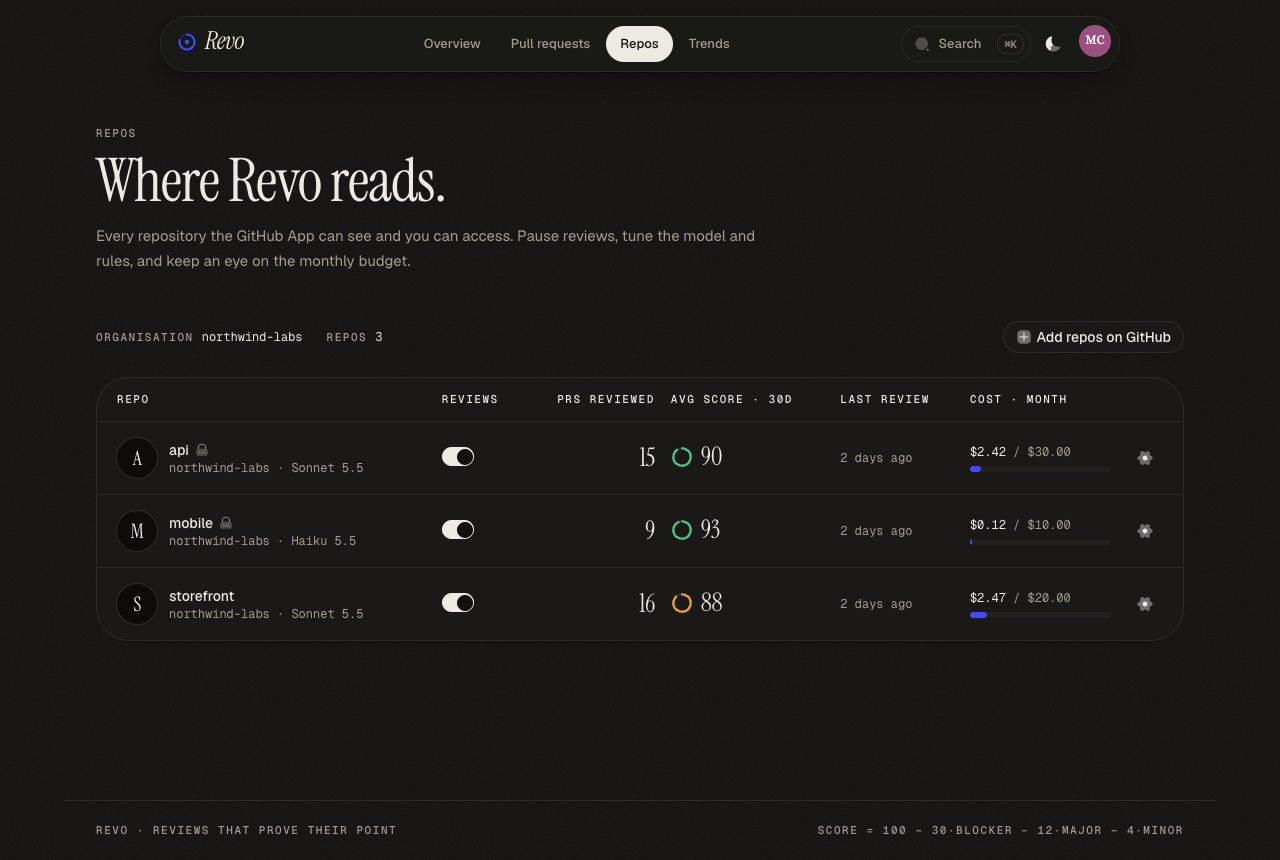 Revo
Overview Pull requests Repos Trends
Search ⌘K MC
REPOS
Where Revo reads.
Every repository the GitHub App can see and you can access. Pause reviews, tune the model and
rules, and keep an eye on the monthly budget.
ORGANISATION northwind-labs REPOS 3
Add repos on GitHub
REPO REVIEWS PRS REVIEWED AVG SCORE · 30D LAST REVIEW COST · MONTH
A api 15 90 2 days ago $2.42 / $30.00
northwind-labs · Sonnet 5.5
M mobile 9 93 2 days ago $0.12 / $10.00
northwind-labs · Haiku 5.5
S storefront 16 88 2 days ago $2.47 / $20.00
northwind-labs · Sonnet 5.5
REVO · REVIEWS THAT PROVE THEIR POINT
SCORE = 100 − 30·BLOCKER − 12·MAJOR − 4·MINOR